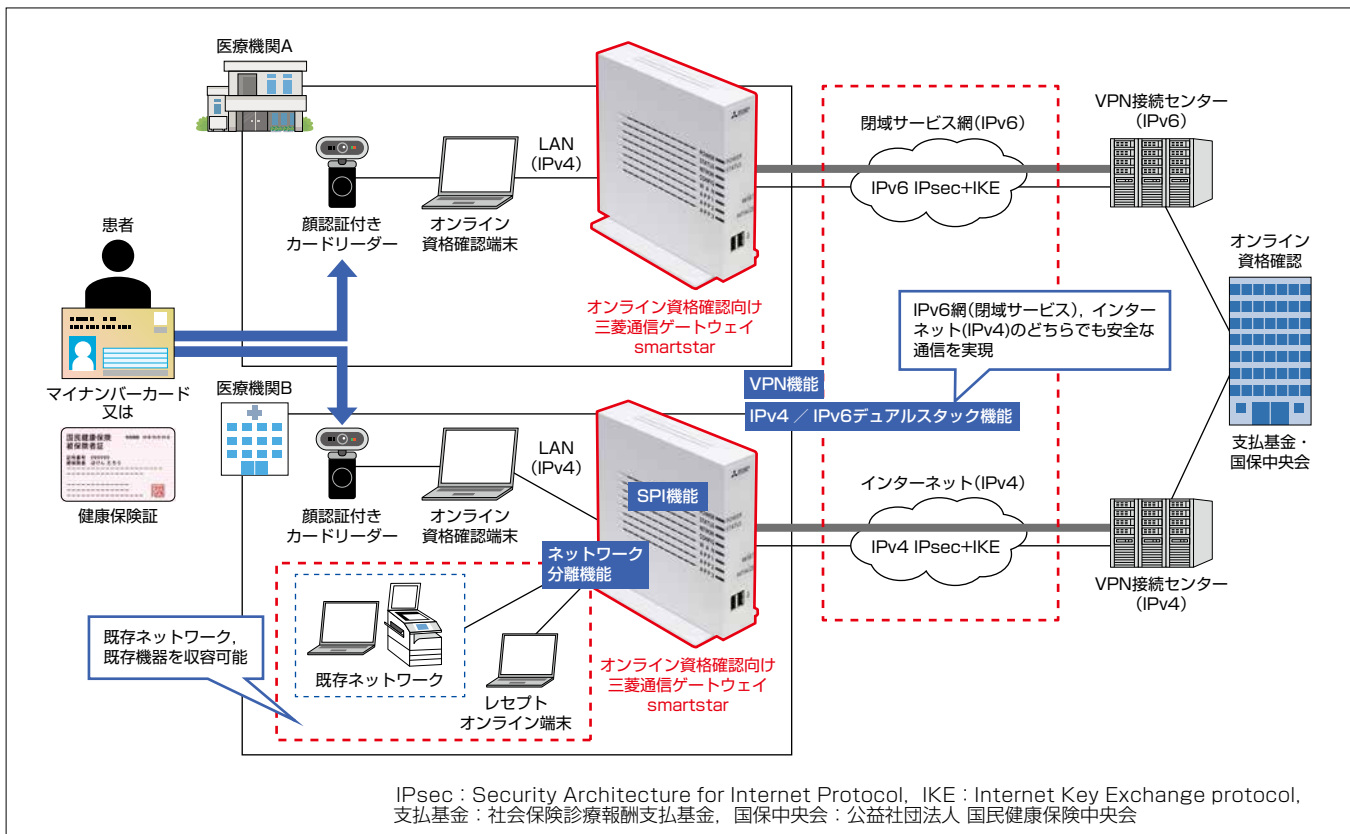 医療機関A
顔認証付き
カードリーダー
オンライン
資格確認端末
LAN
(IPv4)
オンライン資格確認向け
三菱通信ゲートウェイ
smartstar
閉域サービス網(IPv6)
IPv6 IPsec+IKE
VPN接続センター
(IPv6)
患者
マイナンバーカード
又は
国民健康保険
被保険者証
健康保険証
オンライン
資格確認
支払基金・
国保中央会
IPv6網(閉域サービス),インター
ネット(IPv4)のどちらでも安全な
通信を実現
VPN機能
IPv4 / IPv6デュアルスタック機能
医療機関B
顔認証付き
カードリーダー
オンライン
資格確認端末
LAN
(IPv4)
SPI機能
ネットワーク
分離機能
インターネット(IPv4)
IPv4 IPsec+IKE
VPN接続センター
(IPv4)
既存ネットワーク,
既存機器を収容可能
既存ネットワーク
レセプト
オンライン端末
オンライン資格確認向け
三菱通信ゲートウェイ
smartstar
IPsec:Security Architecture for Internet Protocol, IKE:Internet Key Exchange protocol,
支払基金:社会保険診療報酬支払基金, 国保中央会:公益社団法人 国民健康保険中央会